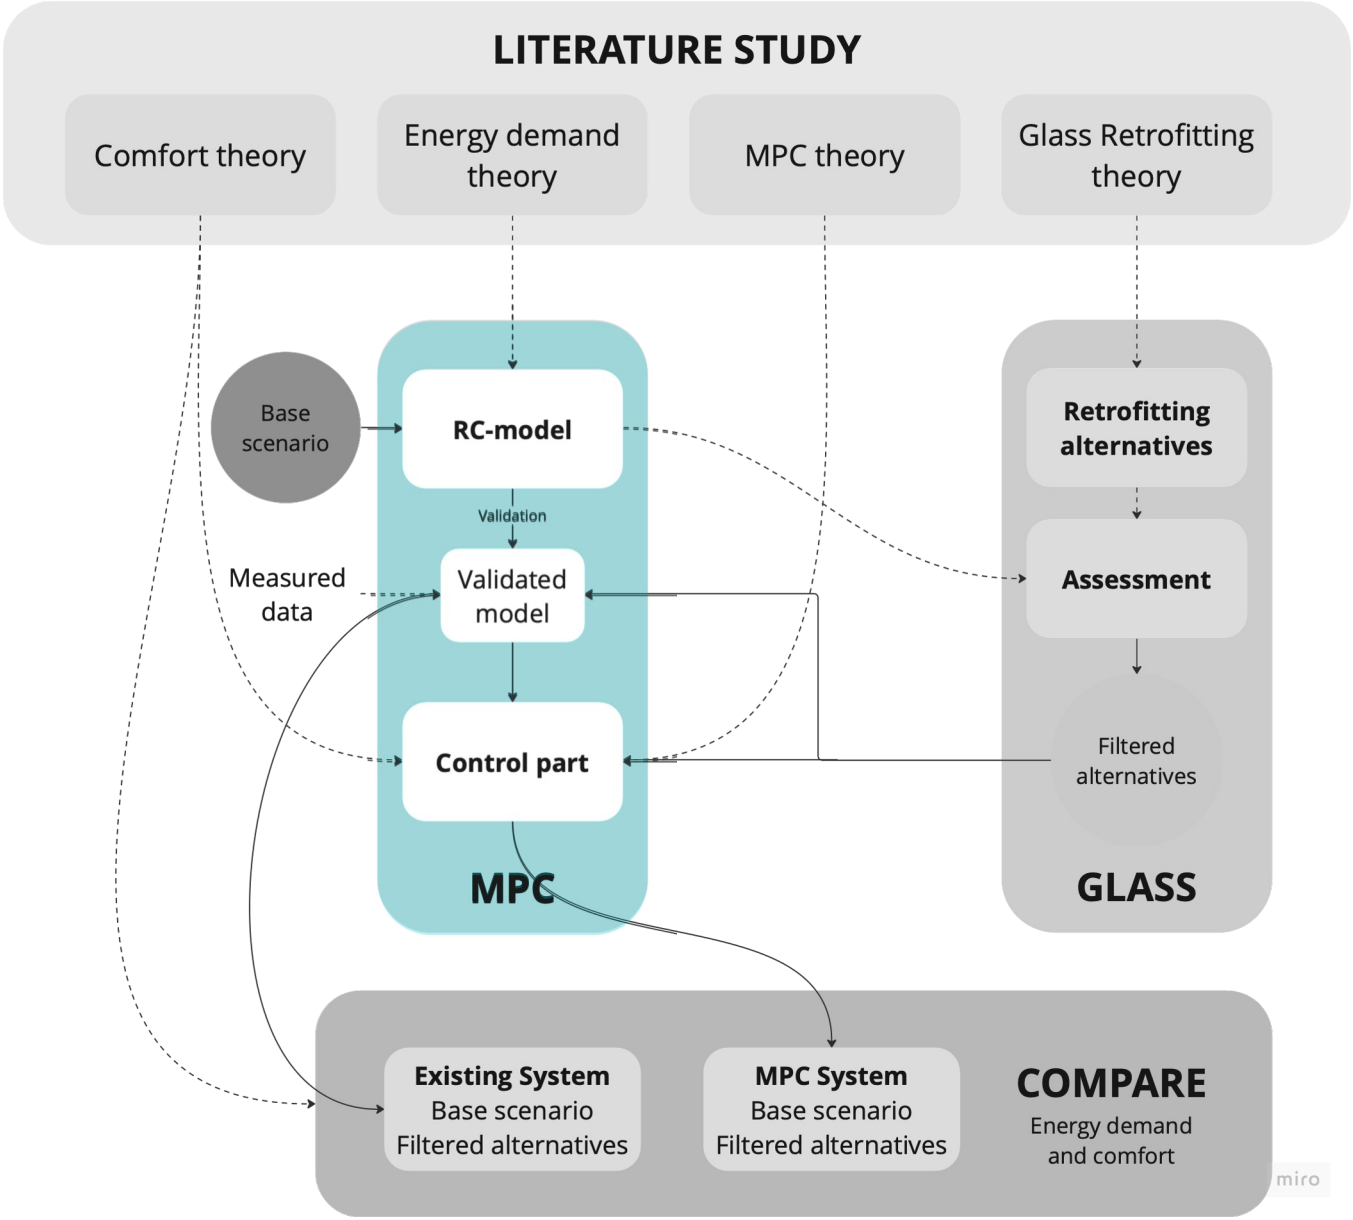 LITERATURE STUDY
Comfort theory
Energy demand
theory
MPC theory
Glass Retrofitting
theory
Base
scenario
RC-model
Retrofitting
alternatives
Validation
Measured
data
Validated
model
Assessment
Control part
Filtered
alternatives
MPC
GLASS
Existing System
Base scenario
Filtered alternatives
MPC System
Base scenario
Filtered alternatives
COMPARE
Energy demand
and comfort
miro